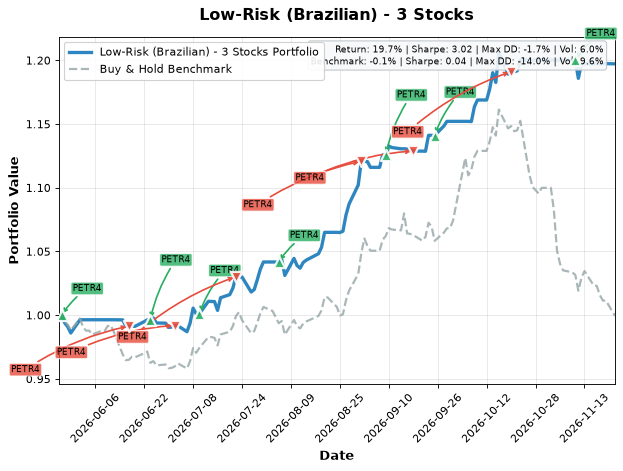 Low-Risk (Brazilian) - 3 Stocks
PETR4
Low-Risk (Brazilian) - 3 Stocks Portfolio
Buy & Hold Benchmark
Return: 19.7% | Sharpe: 3.02 | Max DD: -1.7% | Vol: 6.0%
Benchmark: -0.1% | Sharpe: 0.04 | Max DD: -14.0% | Vol: 9.6%
1.20
1.15
1.10
1.05
1.00
0.95
Portfolio Value
PETR4
PETR4
PETR4
PETR4
PETR4
PETR4
PETR4
PETR4
PETR4
PETR4
PETR4
PETR4
PETR4
2026-06-06
2026-06-22
2026-07-08
2026-07-24
2026-08-09
2026-08-25
2026-09-10
2026-09-26
2026-10-12
2026-10-28
2026-11-13
Date